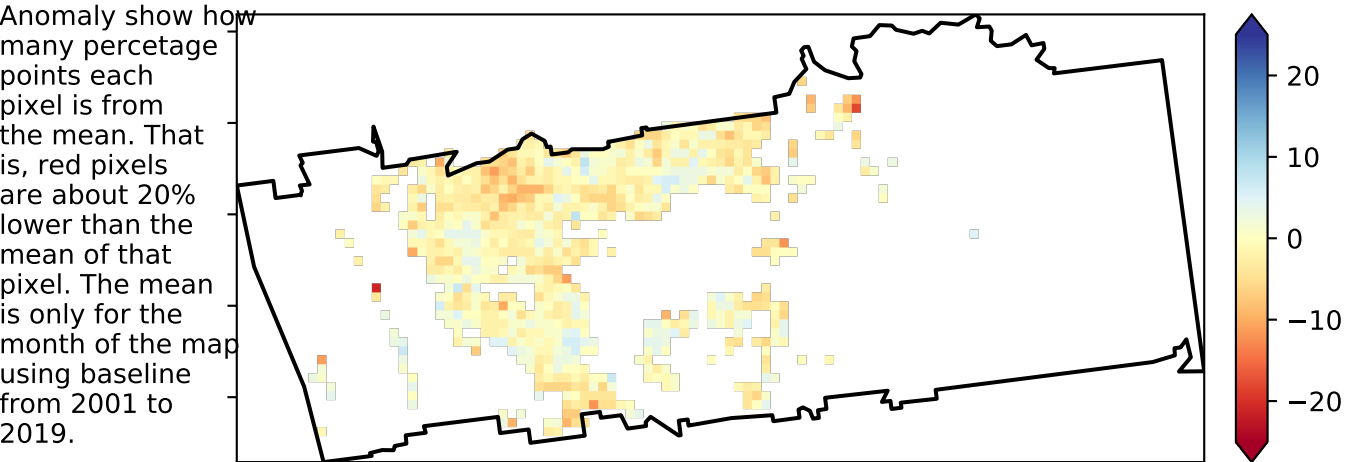 Anomaly show how
many percetage
points each
pixel is from
the mean. That
is, red pixels
are about 20%
lower than the
mean of that
pixel. The mean
is only for the
month of the map
using baseline
from 2001 to
2019.
20
10
0
−10
−20